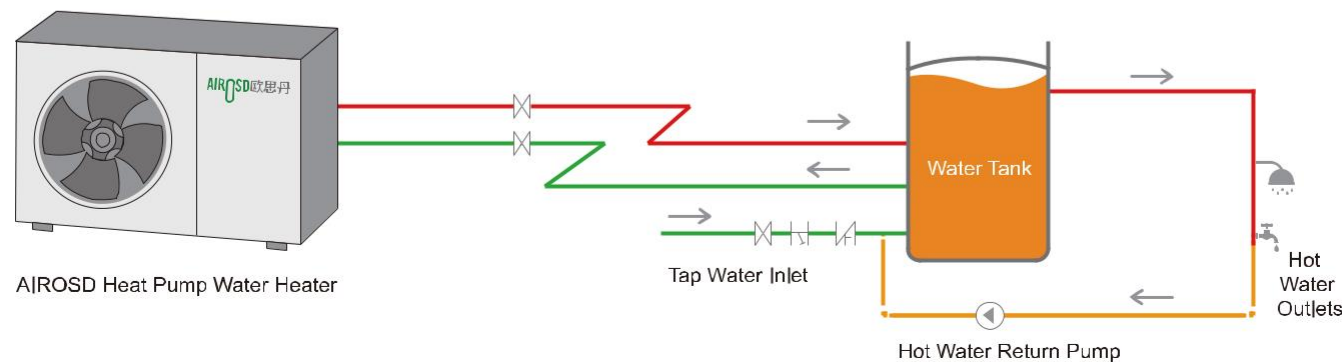 AIROSD欧思丹
Water Tank
AIROSD Heat Pump Water Heater
Tap Water Inlet
Hot
Water
Outlets
Hot Water Return Pump